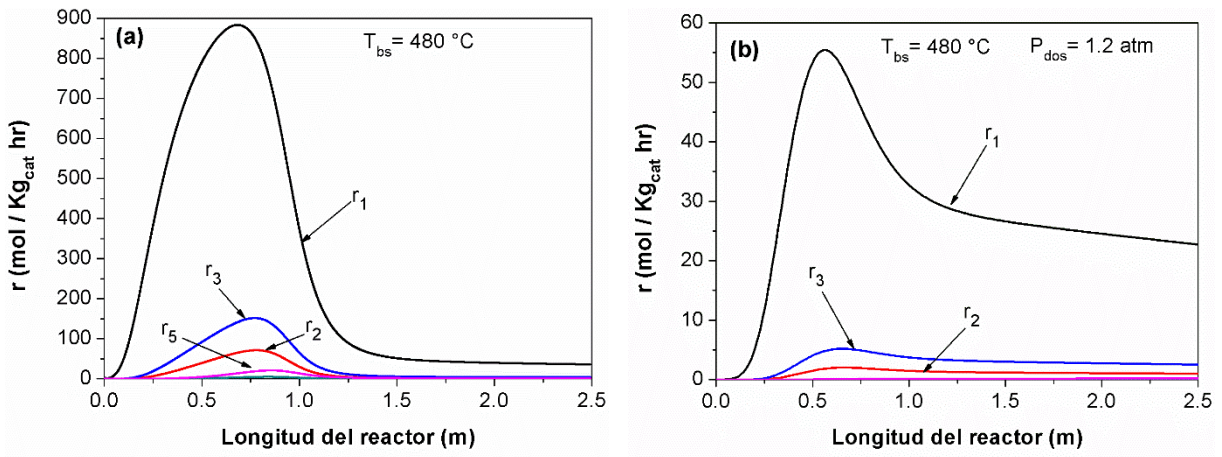 (a)
T_bs= 480 °C
r (mol / Kg_cat hr)
900
800
700
600
500
400
300
200
100
0
r_1
r_3
r_5
r_2
0.0 0.5 1.0 1.5 2.0 2.5
Longitud del reactor (m)
(b)
T_bs= 480 °C P_dos= 1.2 atm
r (mol / Kg_cat hr)
60
50
40
30
20
10
0
r_1
r_3
r_2
0.0 0.5 1.0 1.5 2.0 2.5
Longitud del reactor (m)